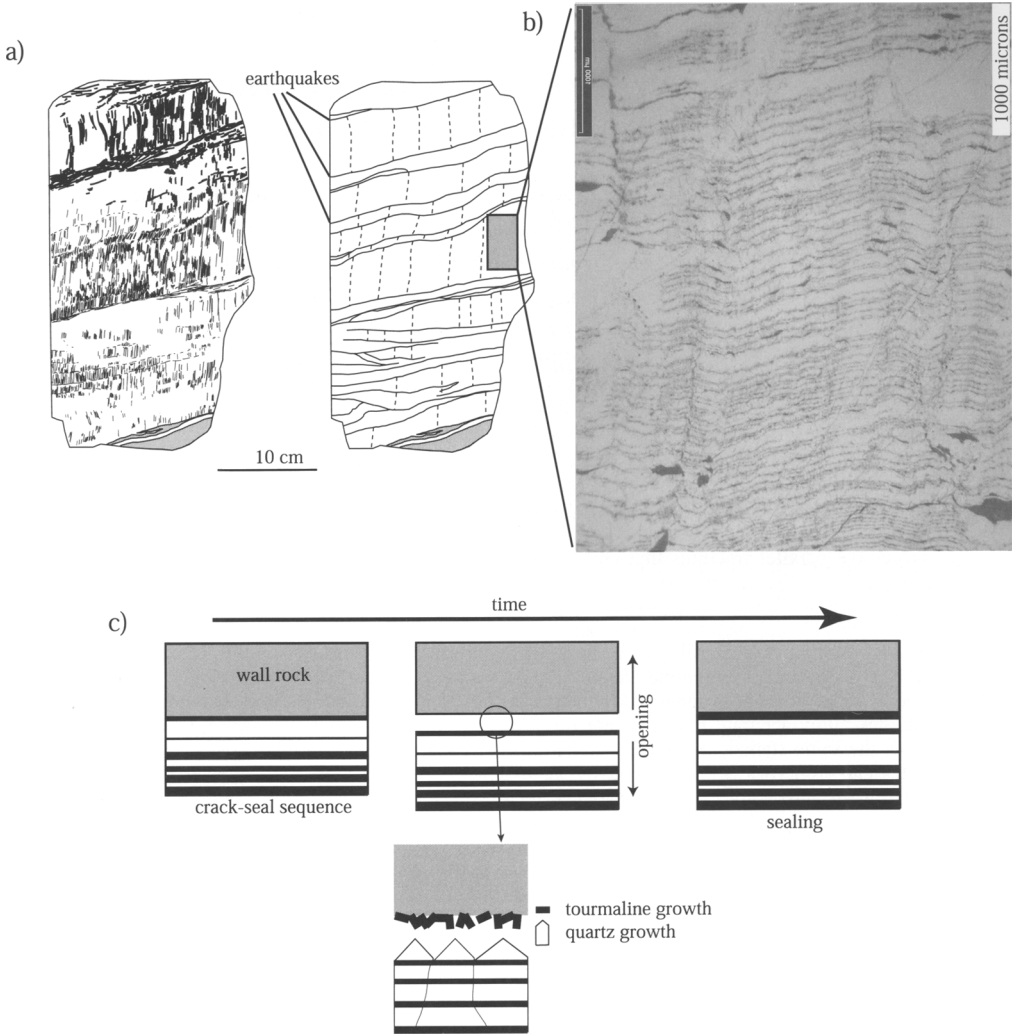 a)
earthquakes
10 cm
b)
1000 microns
c)
time
wall rock
crack-seal sequence
opening
sealing
tourmaline growth
quartz growth